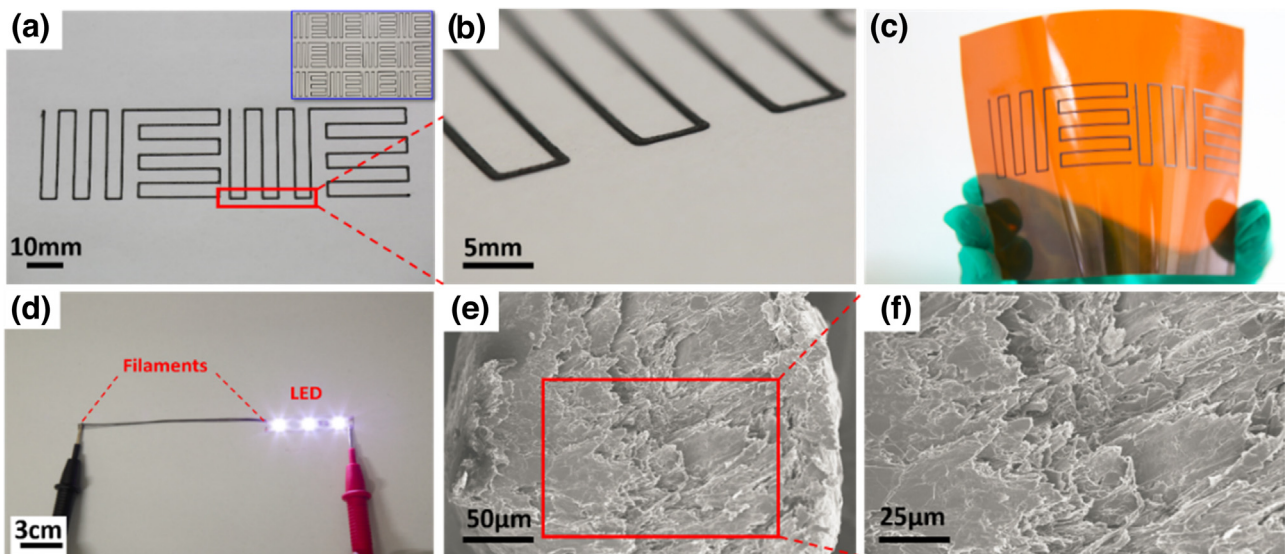 (a)
10mm
(b)
5mm
(c)
(d)
Filaments
LED
3cm
(e)
50μm
(f)
25μm